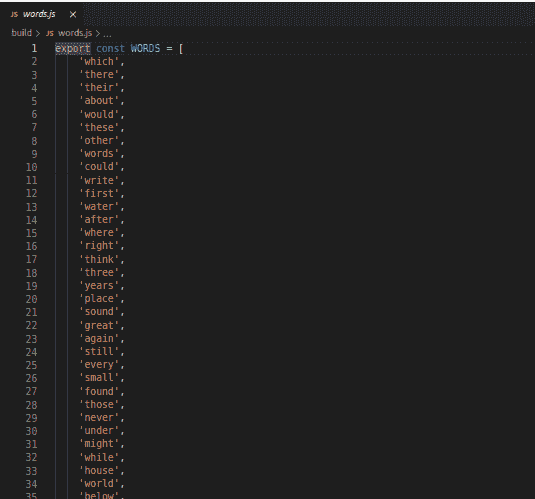 JS words.js ×
build > JS words.js > ...
1 export const WORDS = [
2 'which',
3 'there',
4 'their',
5 'about',
6 'would',
7 'these',
8 'other',
9 'words',
10 'could',
11 'write',
12 'first',
13 'water',
14 'after',
15 'where',
16 'right',
17 'think',
18 'three',
19 'years',
20 'place',
21 'sound',
22 'great',
23 'again',
24 'still',
25 'every',
26 'small',
27 'found',
28 'those',
29 'never',
30 'under',
31 'might',
32 'while',
33 'house',
34 'world',
35 'below',